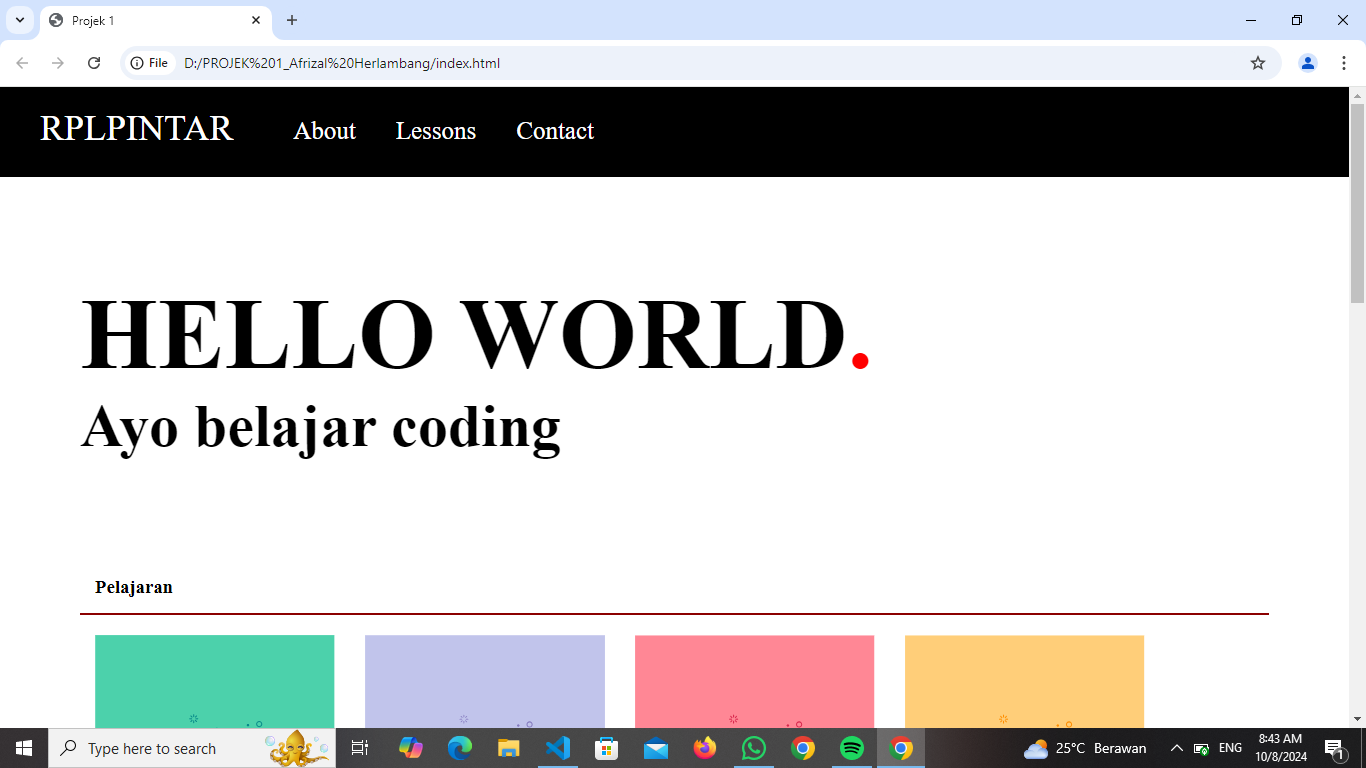 Projek 1
File
D:/PROJEK%201_Afrizal%20Herlambang/index.html
RPLPINTAR About Lessons Contact
HELLO WORLD.
Ayo belajar coding
Pelajaran
Type here to search
25°C Berawan
ENG
8:43 AM
10/8/2024
1